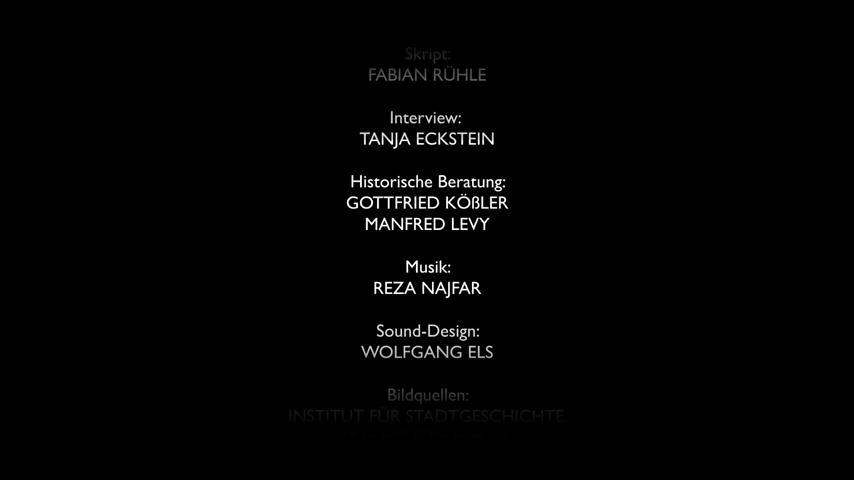 Skript:
FABIAN RÜHLE
Interview:
TANJA ECKSTEIN
Historische Beratung:
GOTTFRIED KÖßLER
MANFRED LEVY
Musik:
REZA NAJFAR
Sound-Design:
WOLFGANG ELS
Bildquellen:
INSTITUT FÜR STADTGESCHICHTE,